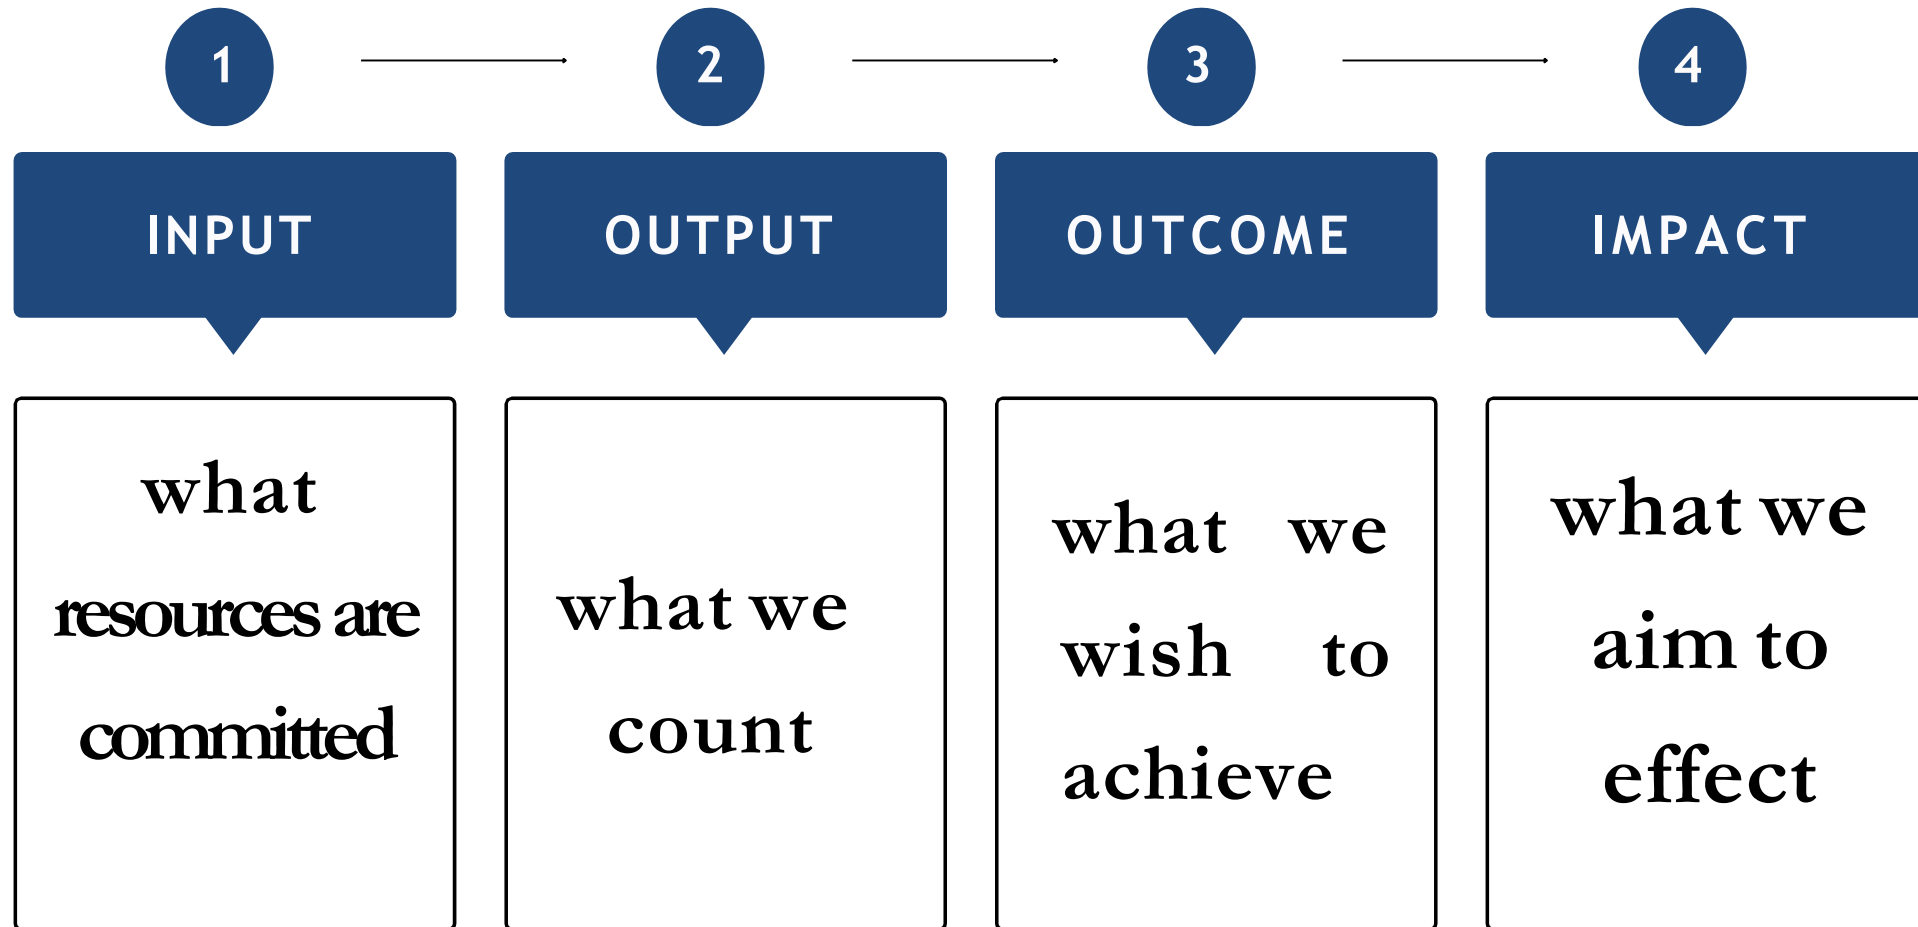 1
2
3
4
INPUT
OUTPUT
OUTCOME
IMPACT
what
resources are
committed
what we
count
what we
wish to
achieve
what we
aim to
effect